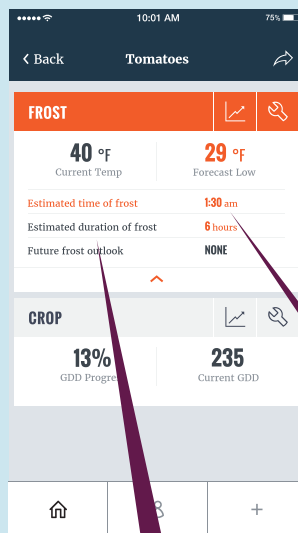 10:01 AM 75%
Back Tomatoes
FROST
40 °F 29 °F
Current Temp Forecast Low
Estimated time of frost 1:30 am
Estimated duration of frost 6 hours
Future frost outlook NONE
CROP
13% 235
GDD Current GDD